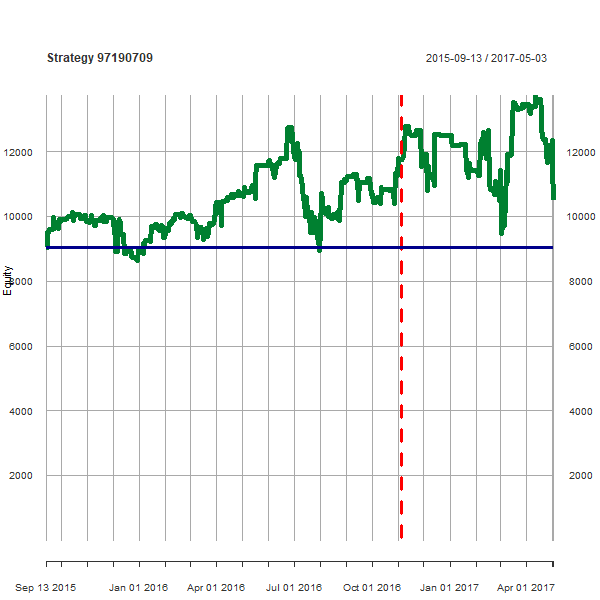 Strategy 97190709
2015-09-13 / 2017-05-03
12000
12000
10000
10000
Equity
8000
8000
6000
6000
4000
4000
2000
2000
Sep 13 2015
Jan 01 2016
Apr 01 2016
Jul 01 2016
Oct 01 2016
Jan 01 2017
Apr 01 2017